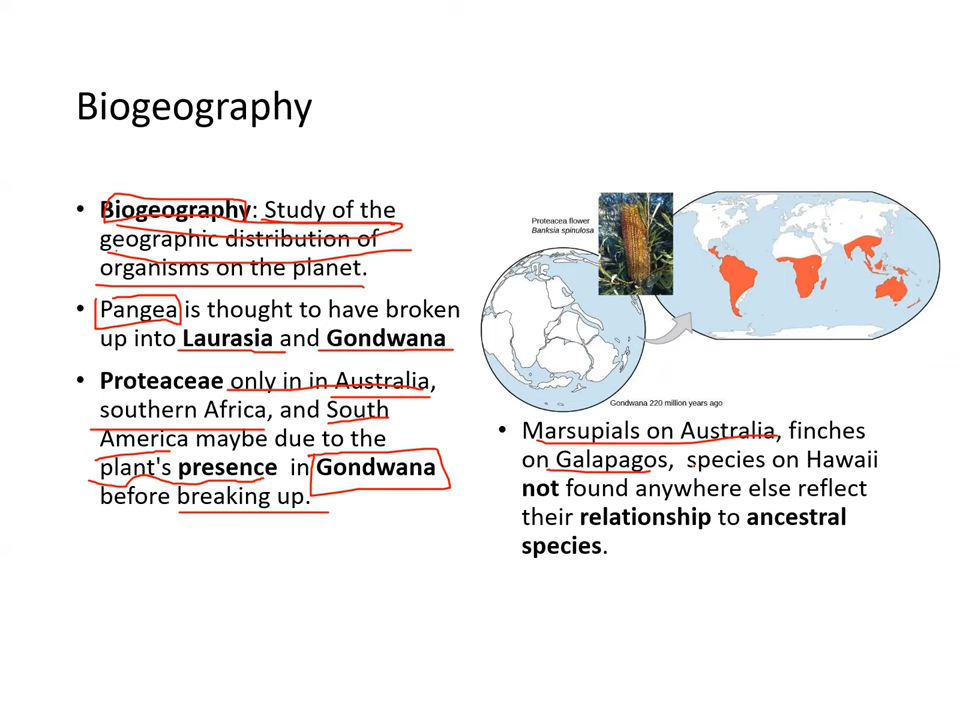 Biogeography
• Biogeography: Study of the
geographic distribution of
organisms on the planet.
• Pangea is thought to have broken
up into Laurasia and Gondwana
• Proteaceae only in in Australia,
southern Africa, and South
America maybe due to the
plant's presence in Gondwana
before breaking up.
Proteacea flower
Banksia spinulosa
Gondwana 220 million years ago
• Marsupials on Australia, finches
on Galapagos, species on Hawaii
not found anywhere else reflect
their relationship to ancestral
species.